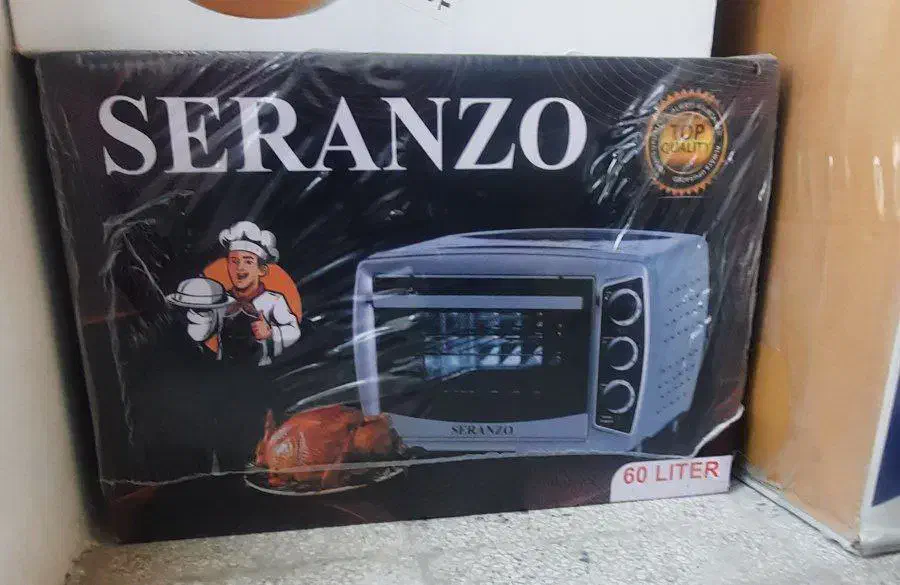 SERANZO
TOP
QUALITY
SERANZO
60 LITER